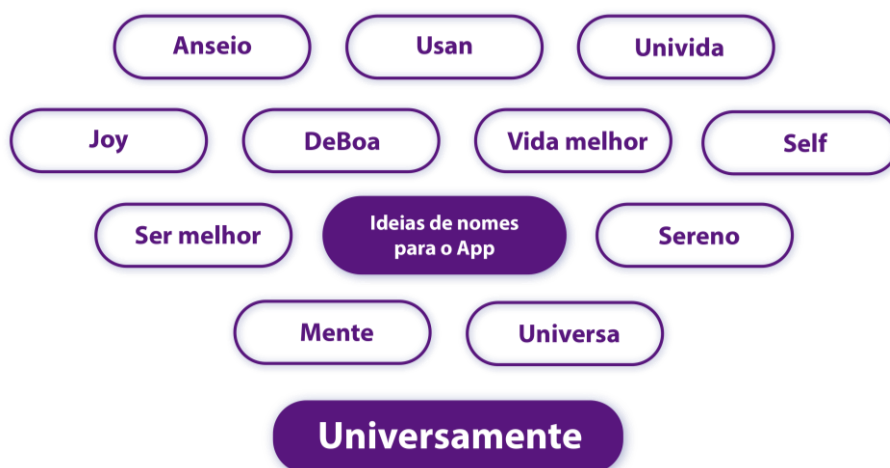 Anseio
Usan
Univida
Joy
DeBoa
Vida melhor
Self
Ser melhor
Ideias de nomes
para o App
Sereno
Mente
Universa
Universamente